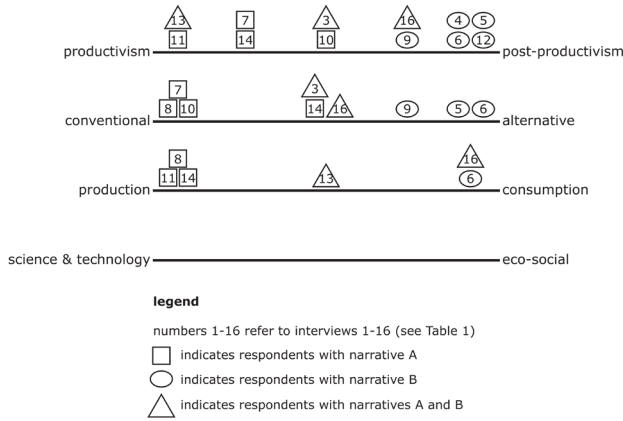 13 7 3 16 4 5
11 14 10 9 6 12
productivism post-productivism
7 3
8 10 14 16 9 5 6
conventional alternative
8 16
11 14 13 6
production consumption
science & technology eco-social
legend
numbers 1-16 refer to interviews 1-16 (see Table 1)
indicates respondents with narrative A
indicates respondents with narrative B
indicates respondents with narratives A and B